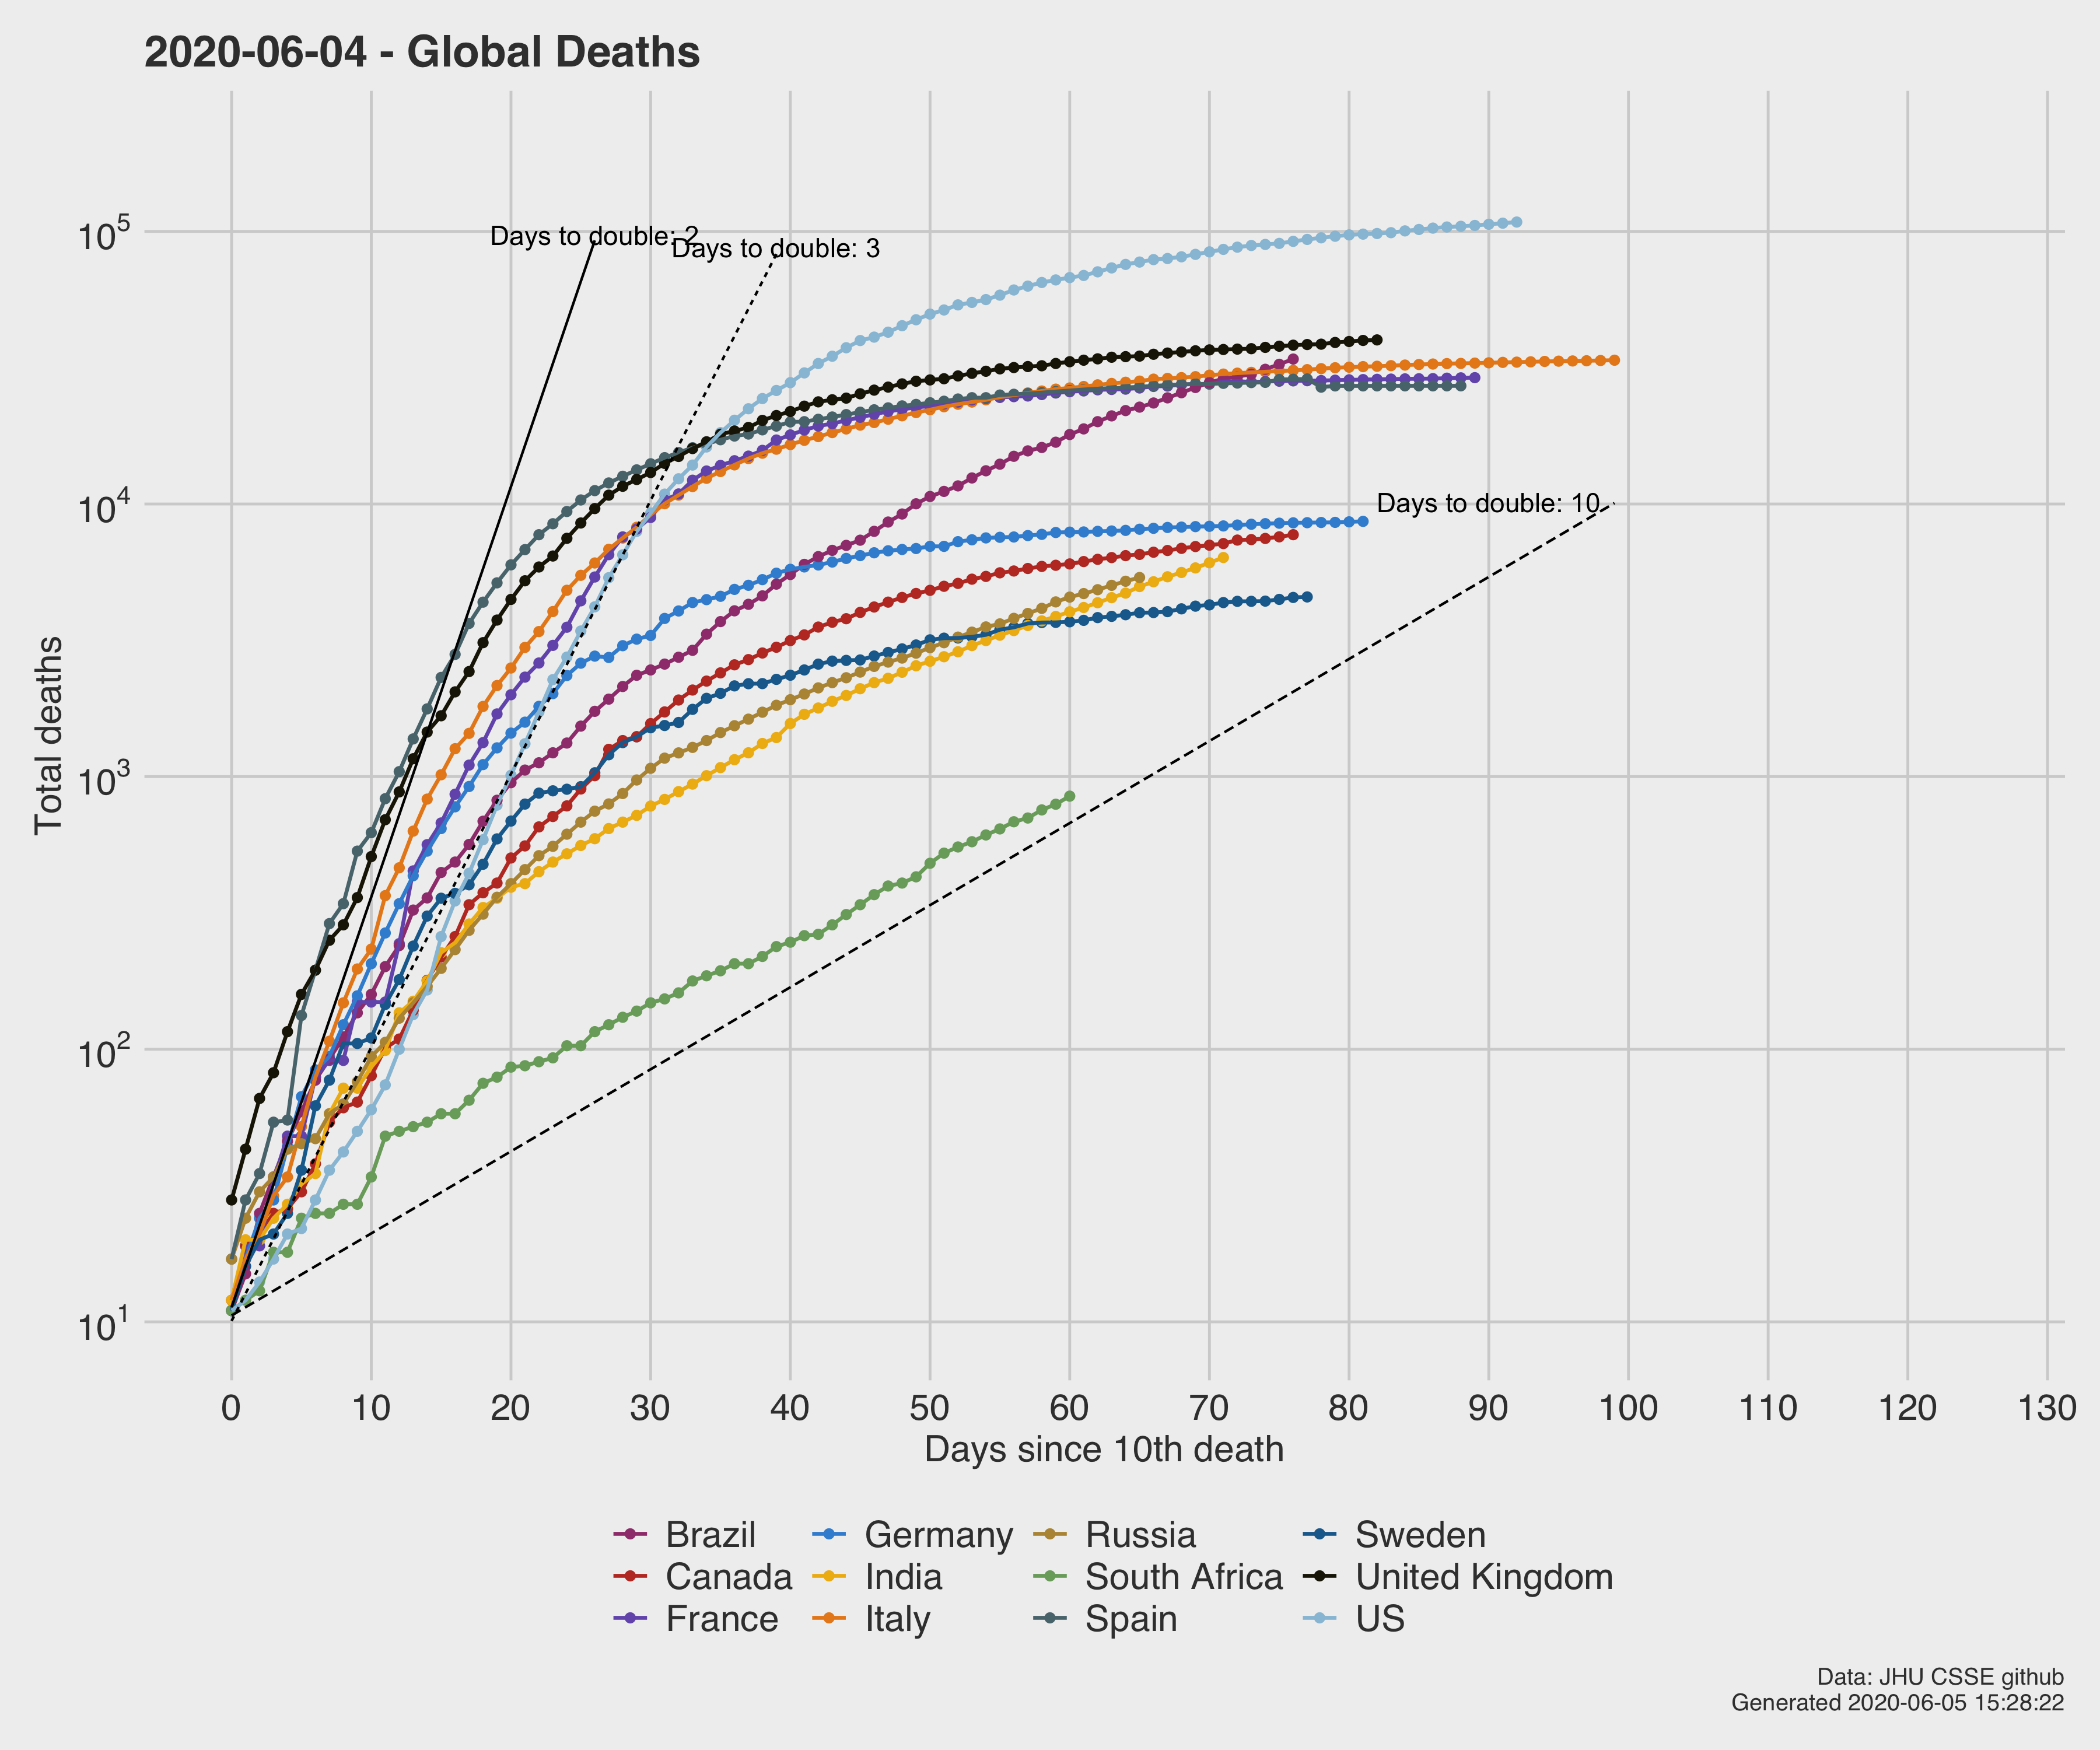 2020-06-04 - Global Deaths
10^5
Days to double: 2
Days to double: 3
10^4
Days to double: 10
Total deaths
10^3
10^2
10^1
0 10 20 30 40 50 60 70 80 90 100 110 120 130
Days since 10th death
Brazil Germany Russia Sweden
Canada India South Africa United Kingdom
France Italy Spain US
Data: JHU CSSE github
Generated 2020-06-05 15:28:22